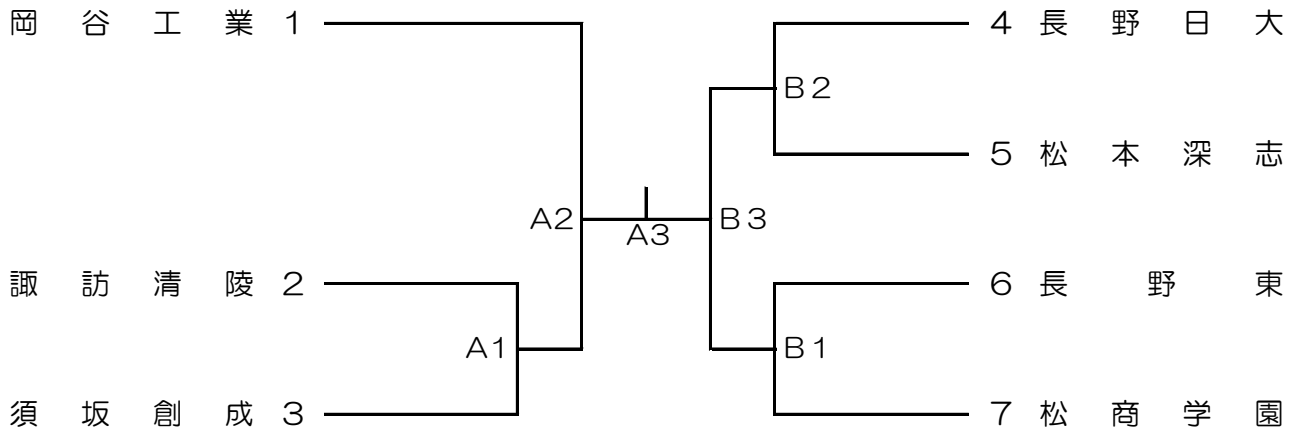 岡谷工業 1
4 長野日大
B2
5 松本深志
A2
B3
A3
諏訪清陵 2
6 長野東
A1
B1
須坂創成 3
7 松商学園